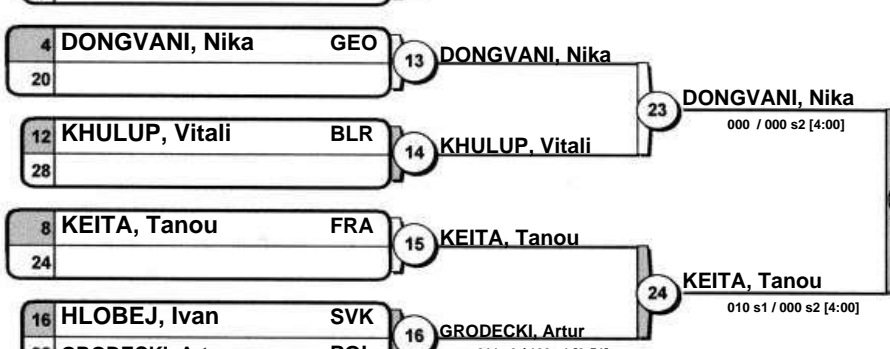 4 DONGVANI, Nika GEO
20
13 DONGVANI, Nika
12 KHULUP, Vitali BLR
28
14 KHULUP, Vitali
23 DONGVANI, Nika
000 / 000 s2 [4:00]
8 KEITA, Tanou FRA
24
15 KEITA, Tanou
16 HLOBEJ, Ivan SVK
16 GRODECKI, Artur
24 KEITA, Tanou
010 s1 / 000 s2 [4:00]